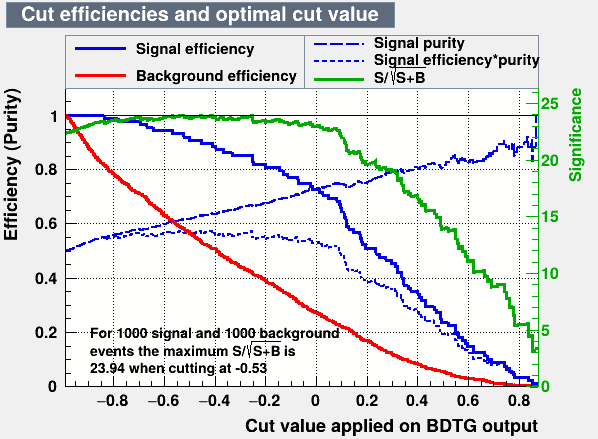 Cut efficiencies and optimal cut value
Signal efficiency
Background efficiency
Signal purity
Signal efficiency*purity
S/√S+B
Efficiency (Purity)
1
0.8
0.6
0.4
0.2
0
25
20
15
10
5
0
Significance
For 1000 signal and 1000 background
events the maximum S/√S+B is
23.94 when cutting at -0.53
−0.8 −0.6 −0.4 −0.2 0 0.2 0.4 0.6 0.8
Cut value applied on BDTG output